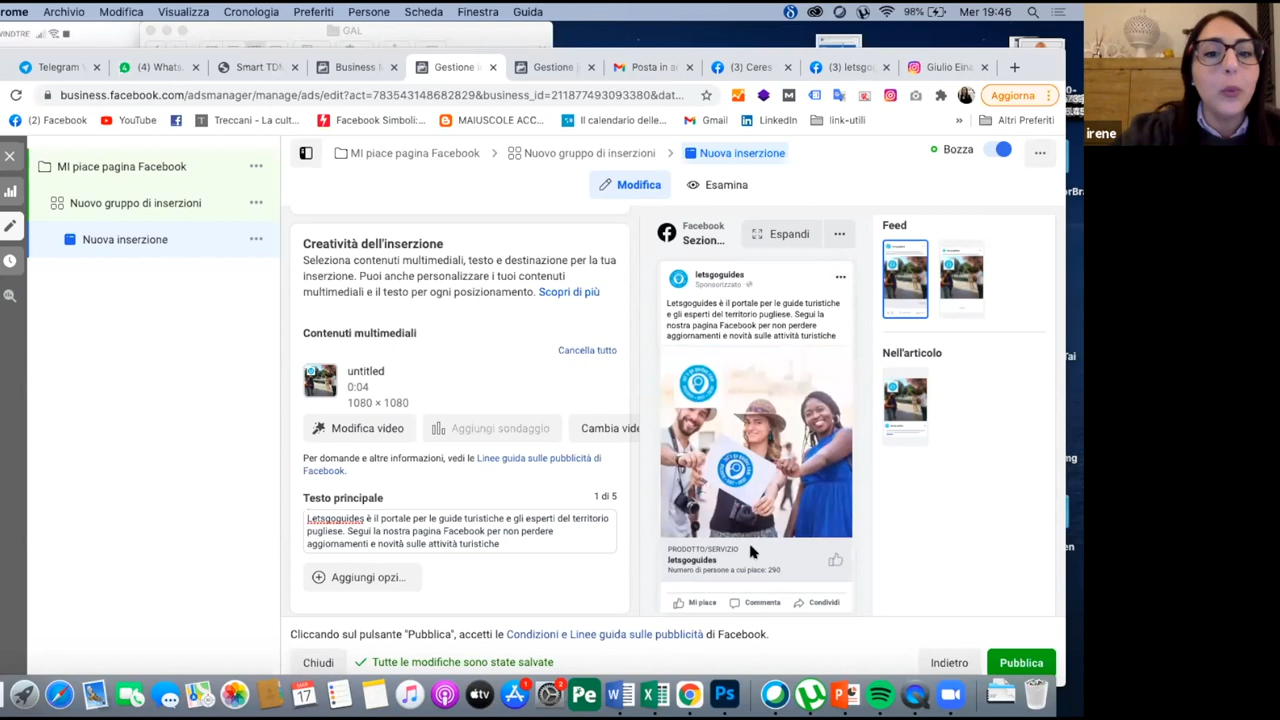 rome Archivio Modifica Visualizza Cronologia Preferiti Persone Scheda Finestra Guida 98% Mer 19:46
WINDTRE
GAL
Telegram (4) Whats. Smart TDM Business Gestione i Gestione Posta in a (3) Ceres (3) letsgo Giulio Eina
business.facebook.com/adsmanager/manage/ads/edit?act=783543148682829&business_id=211877493093380&dat... Aggiorna
(2) Facebook YouTube Treccani - La cult... Facebook Simboli:... MAIUSCOLE ACC... Il calendario delle... Gmail LinkedIn link-utili » Altri Preferiti
irene
MI piace pagina Facebook
Nuovo gruppo di inserzioni
Nuova inserzione
MI piace pagina Facebook > Nuovo gruppo di inserzioni > Nuova inserzione
Bozza
Modifica Esamina
Creatività dell'inserzione
Seleziona contenuti multimediali, testo e destinazione per la tua
inserzione. Puoi anche personalizzare i tuoi contenuti
multimediali e il testo per ogni posizionamento. Scopri di più
Contenuti multimediali
Cancella tutto
untitled
0:04
1080 × 1080
Modifica video Aggiungi sondaggio Cambia vide
Per domande e altre informazioni, vedi le Linee guida sulle pubblicità di
Facebook.
Testo principale 1 di 5
Letsgoguides è il portale per le guide turistiche e gli esperti del territorio
pugliese. Segui la nostra pagina Facebook per non perdere
aggiornamenti e novità sulle attività turistiche
Aggiungi opzi...
Facebook
Sezion...
Espandi
letsgoguides
Sponsorizzato
Letsgoguides è il portale per le guide turistiche
e gli esperti del territorio pugliese. Segui la
nostra pagina Facebook per non perdere
aggiornamenti e novità sulle attività turistiche
PRODOTTO/SERVIZIO
letsgoguides
Numero di persone a cui piace: 290
Mi piace Commenta Condividi
Feed
Nell'articolo
Cliccando sul pulsante "Pubblica", accetti le Condizioni e Linee guida sulle pubblicità di Facebook.
Chiudi Tutte le modifiche sono state salvate Indietro Pubblica
17